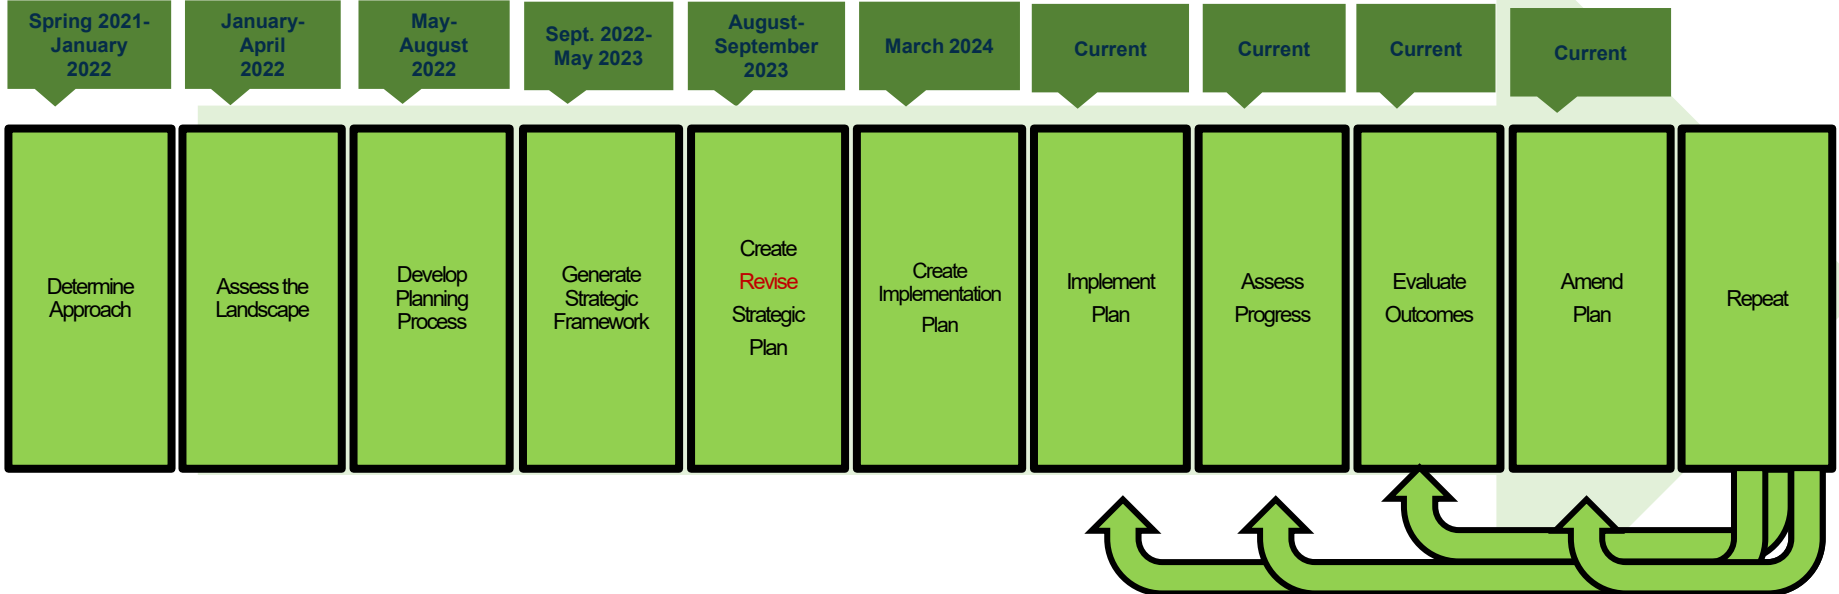 Spring 2021-
January
2022
January-
April
2022
May-
August
2022
Sept. 2022-
May 2023
August-
September
2023
March 2024
Current
Current
Current
Current
Determine
Approach
Assess the
Landscape
Develop
Planning
Process
Generate
Strategic
Framework
Create
Revise
Strategic
Plan
Create
Implementation
Plan
Implement
Plan
Assess
Progress
Evaluate
Outcomes
Amend
Plan
Repeat